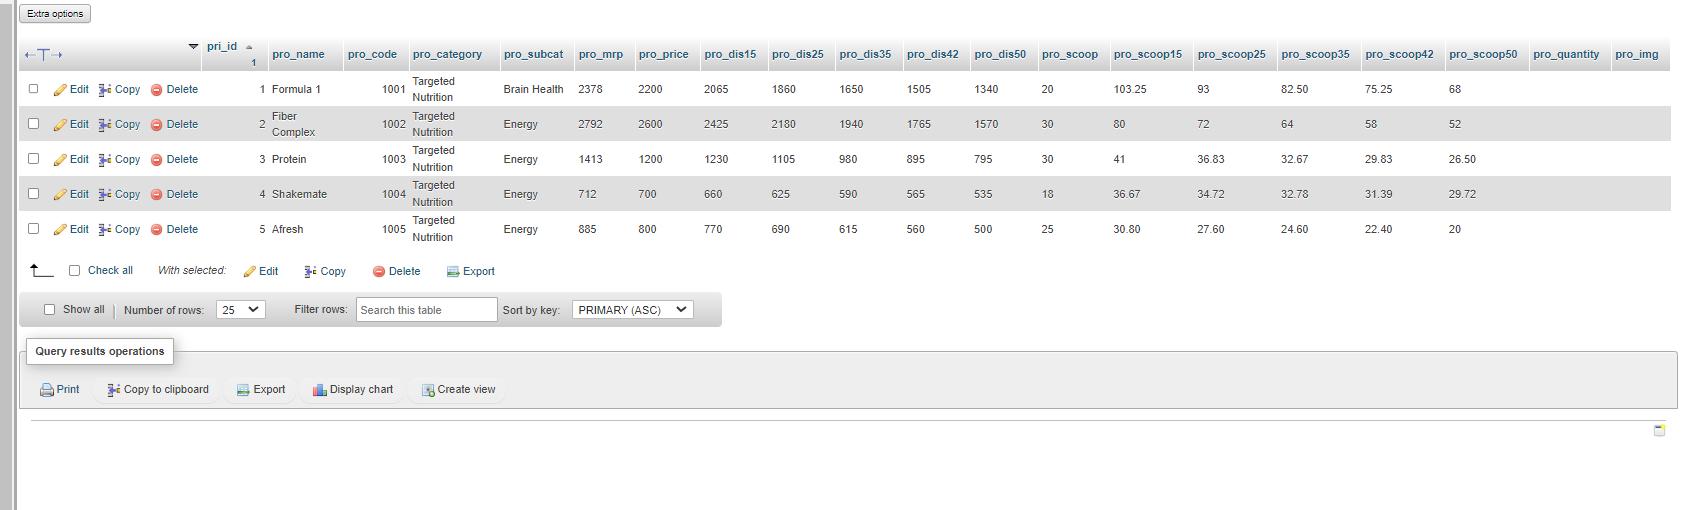 Extra options
pri_id 1 pro_name pro_code pro_category pro_subcat pro_mrp pro_price pro_dis15 pro_dis25 pro_dis35 pro_dis42 pro_dis50 pro_scoop pro_scoop15 pro_scoop25 pro_scoop35 pro_scoop42 pro_scoop50 pro_quantity pro_img
Edit Copy Delete 1 Formula 1 1001 Targeted Nutrition Brain Health 2378 2200 2065 1860 1650 1505 1340 20 103.25 93 82.50 75.25 68
Edit Copy Delete 2 Fiber Complex 1002 Targeted Nutrition Energy 2792 2600 2425 2180 1940 1765 1570 30 80 72 64 58 52
Edit Copy Delete 3 Protein 1003 Targeted Nutrition Energy 1413 1200 1230 1105 980 895 795 30 41 36.83 32.67 29.83 26.50
Edit Copy Delete 4 Shakemate 1004 Targeted Nutrition Energy 712 700 660 625 590 565 535 18 36.67 34.72 32.78 31.39 29.72
Edit Copy Delete 5 Afresh 1005 Targeted Nutrition Energy 885 800 770 690 615 560 500 25 30.80 27.60 24.60 22.40 20
Check all With selected: Edit Copy Delete Export
Show all Number of rows: 25 Filter rows: Search this table Sort by key: PRIMARY (ASC)
Query results operations
Print Copy to clipboard Export Display chart Create view